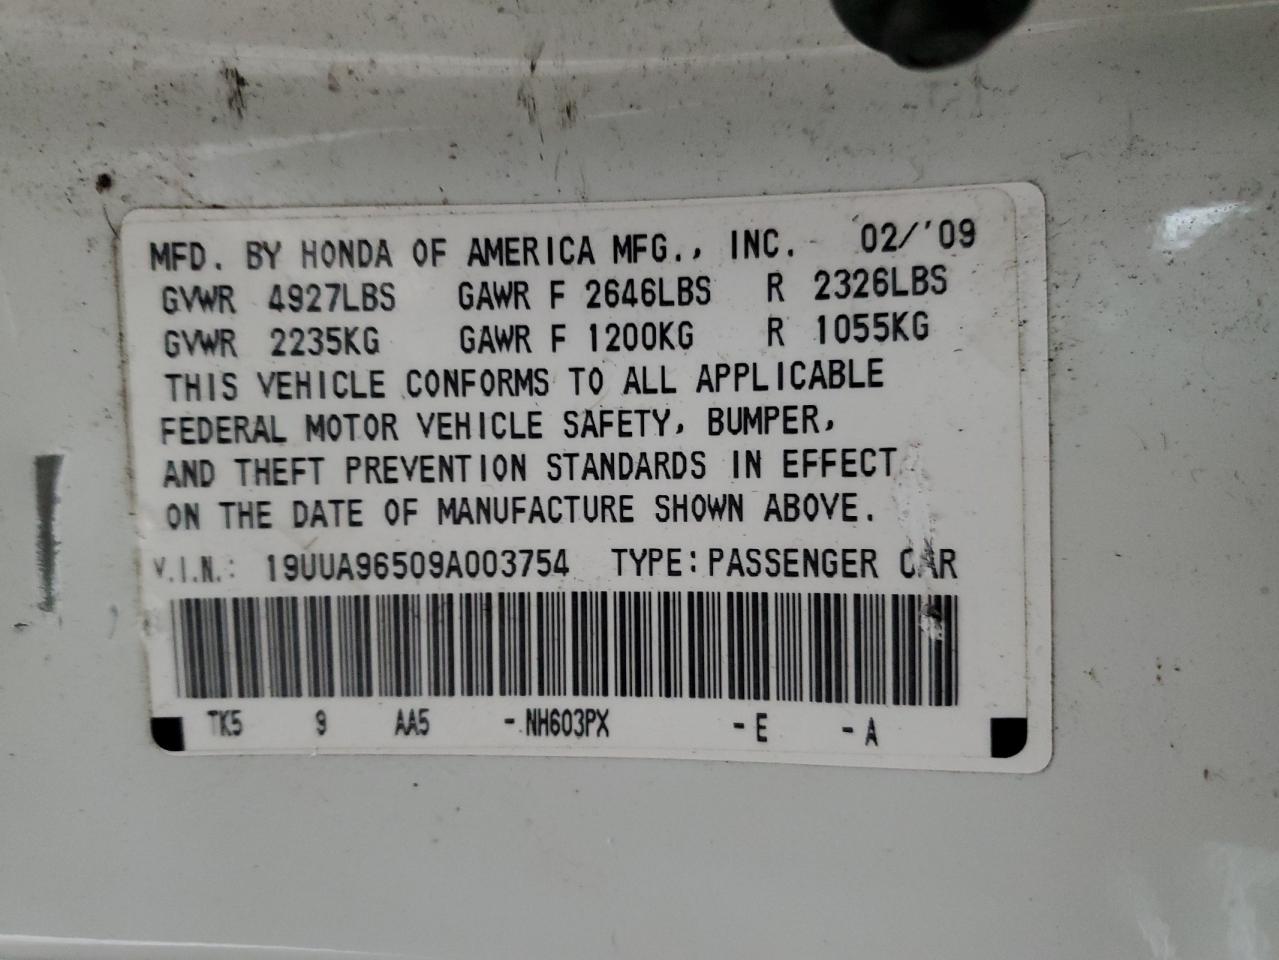 MFD. BY HONDA OF AMERICA MFG., INC. 02/'09
GVWR 4927LBS GAWR F 2646LBS R 2326LBS
GVWR 2235KG GAWR F 1200KG R 1055KG
THIS VEHICLE CONFORMS TO ALL APPLICABLE
FEDERAL MOTOR VEHICLE SAFETY, BUMPER,
AND THEFT PREVENTION STANDARDS IN EFFECT
ON THE DATE OF MANUFACTURE SHOWN ABOVE.
V.I.N.: 19UUA96509A003754 TYPE: PASSENGER CAR
TK5 9 AA5 - NH603PX - E - A